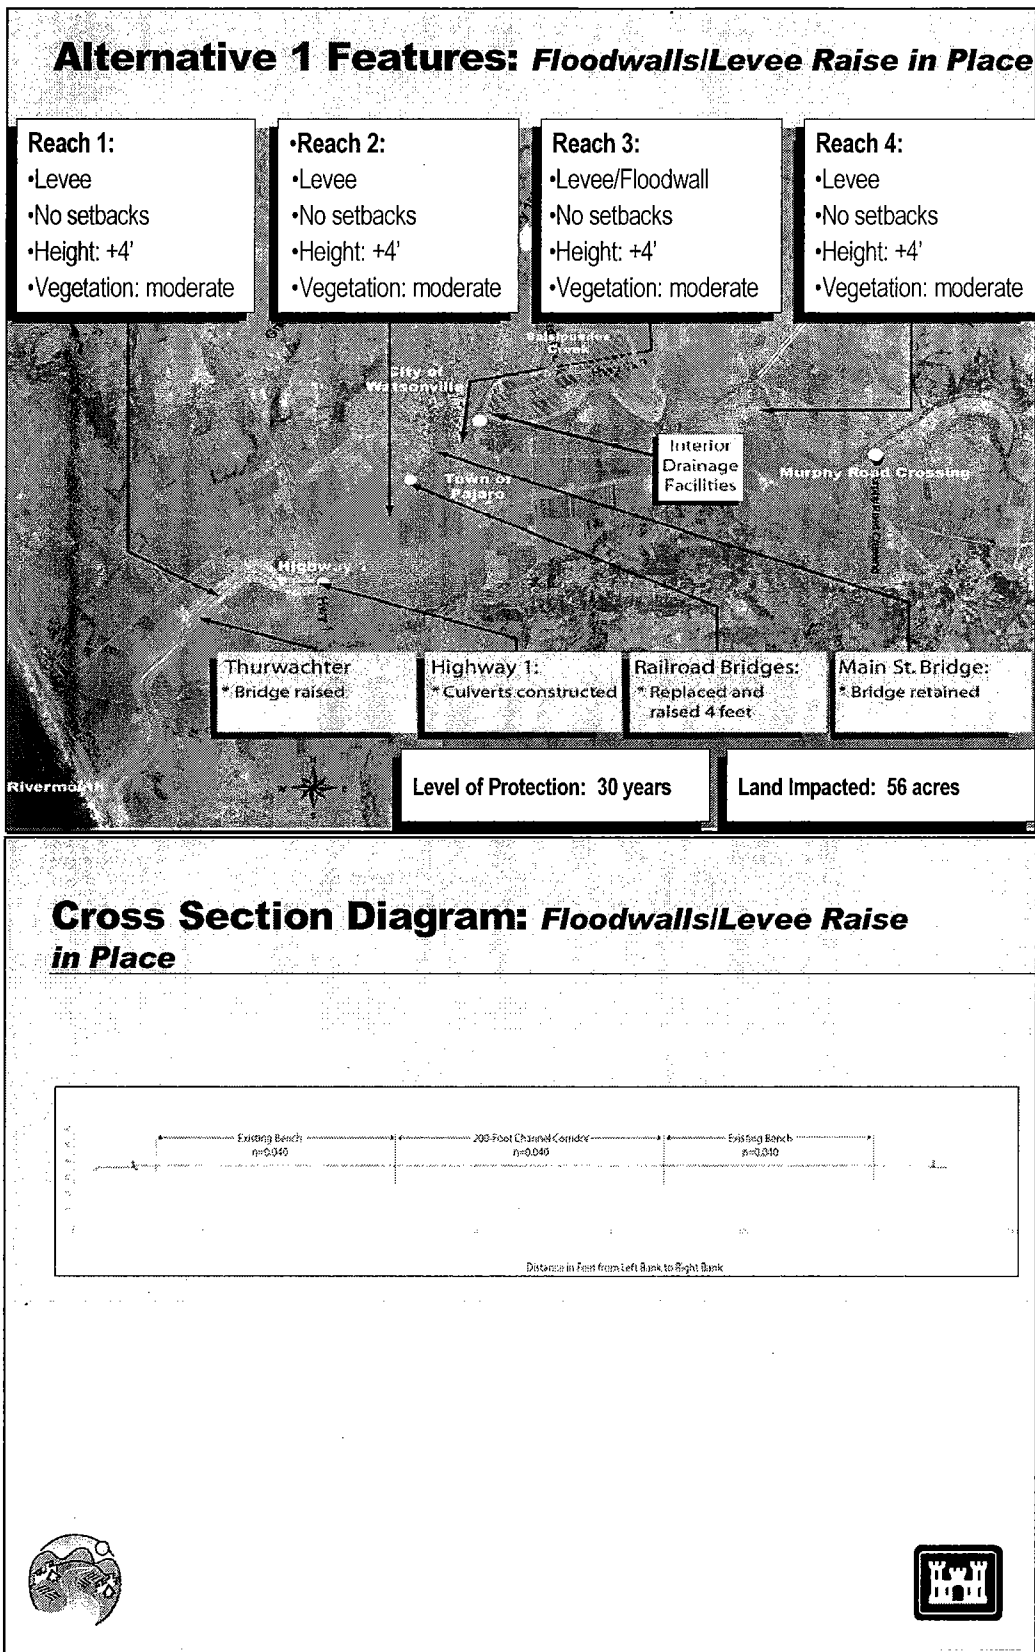 Alternative 1 Features: Floodwalls/Levee Raise in Place
Reach 1:
•Levee
•No setbacks
•Height: +4'
•Vegetation: moderate
•Reach 2:
•Levee
•No setbacks
•Height: +4'
•Vegetation: moderate
Reach 3:
•Levee/Floodwall
•No setbacks
•Height: +4'
•Vegetation: moderate
Reach 4:
•Levee
•No setbacks
•Height: +4'
•Vegetation: moderate
Salsipuedes
Creek
City of
Watsonville
Interior
Drainage
Facilities
Murphy Road Crossing
Town of
Pajaro
Highway 1
HWY 1
Thurwachter
* Bridge raised
Highway 1:
* Culverts constructed
Railroad Bridges:
* Replaced and
raised 4 feet
Main St. Bridge:
* Bridge retained
Rivermouth
Level of Protection: 30 years
Land Impacted: 56 acres
Cross Section Diagram: Floodwalls/Levee Raise
in Place
Existing Bench
n=0.040
200-Foot Channel Corridor
n=0.040
Existing Bench
n=0.040
Distance in Feet from Left Bank to Right Bank